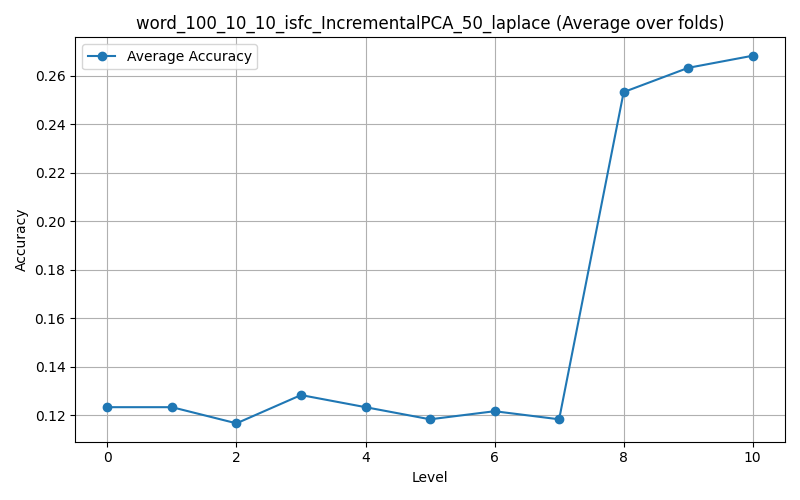 word_100_10_10_isfc_IncrementalPCA_50_laplace (Average over folds)
Average Accuracy
Accuracy
0.26
0.24
0.22
0.20
0.18
0.16
0.14
0.12
0 2 4 6 8 10
Level